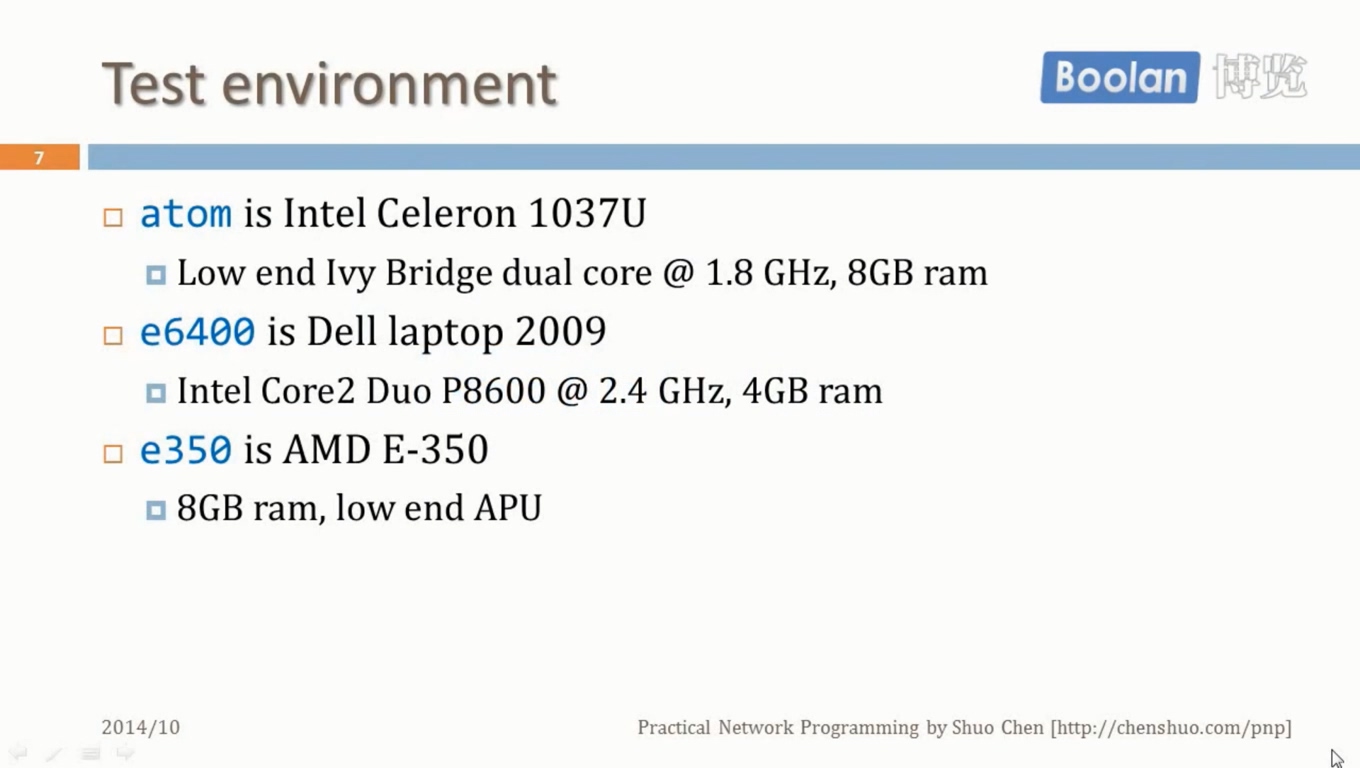 Test environment
Boolan 博览
7
atom is Intel Celeron 1037U
Low end Ivy Bridge dual core @ 1.8 GHz, 8GB ram
e6400 is Dell laptop 2009
Intel Core2 Duo P8600 @ 2.4 GHz, 4GB ram
e350 is AMD E-350
8GB ram, low end APU
2014/10
Practical Network Programming by Shuo Chen [http://chenshuo.com/pnp]